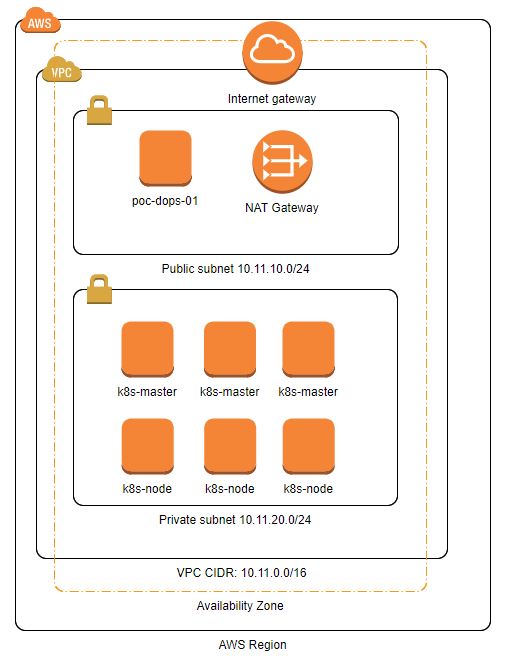 AWS
VPC
Internet gateway
poc-dops-01
NAT Gateway
Public subnet 10.11.10.0/24
k8s-master
k8s-master
k8s-master
k8s-node
k8s-node
k8s-node
Private subnet 10.11.20.0/24
VPC CIDR: 10.11.0.0/16
Availability Zone
AWS Region